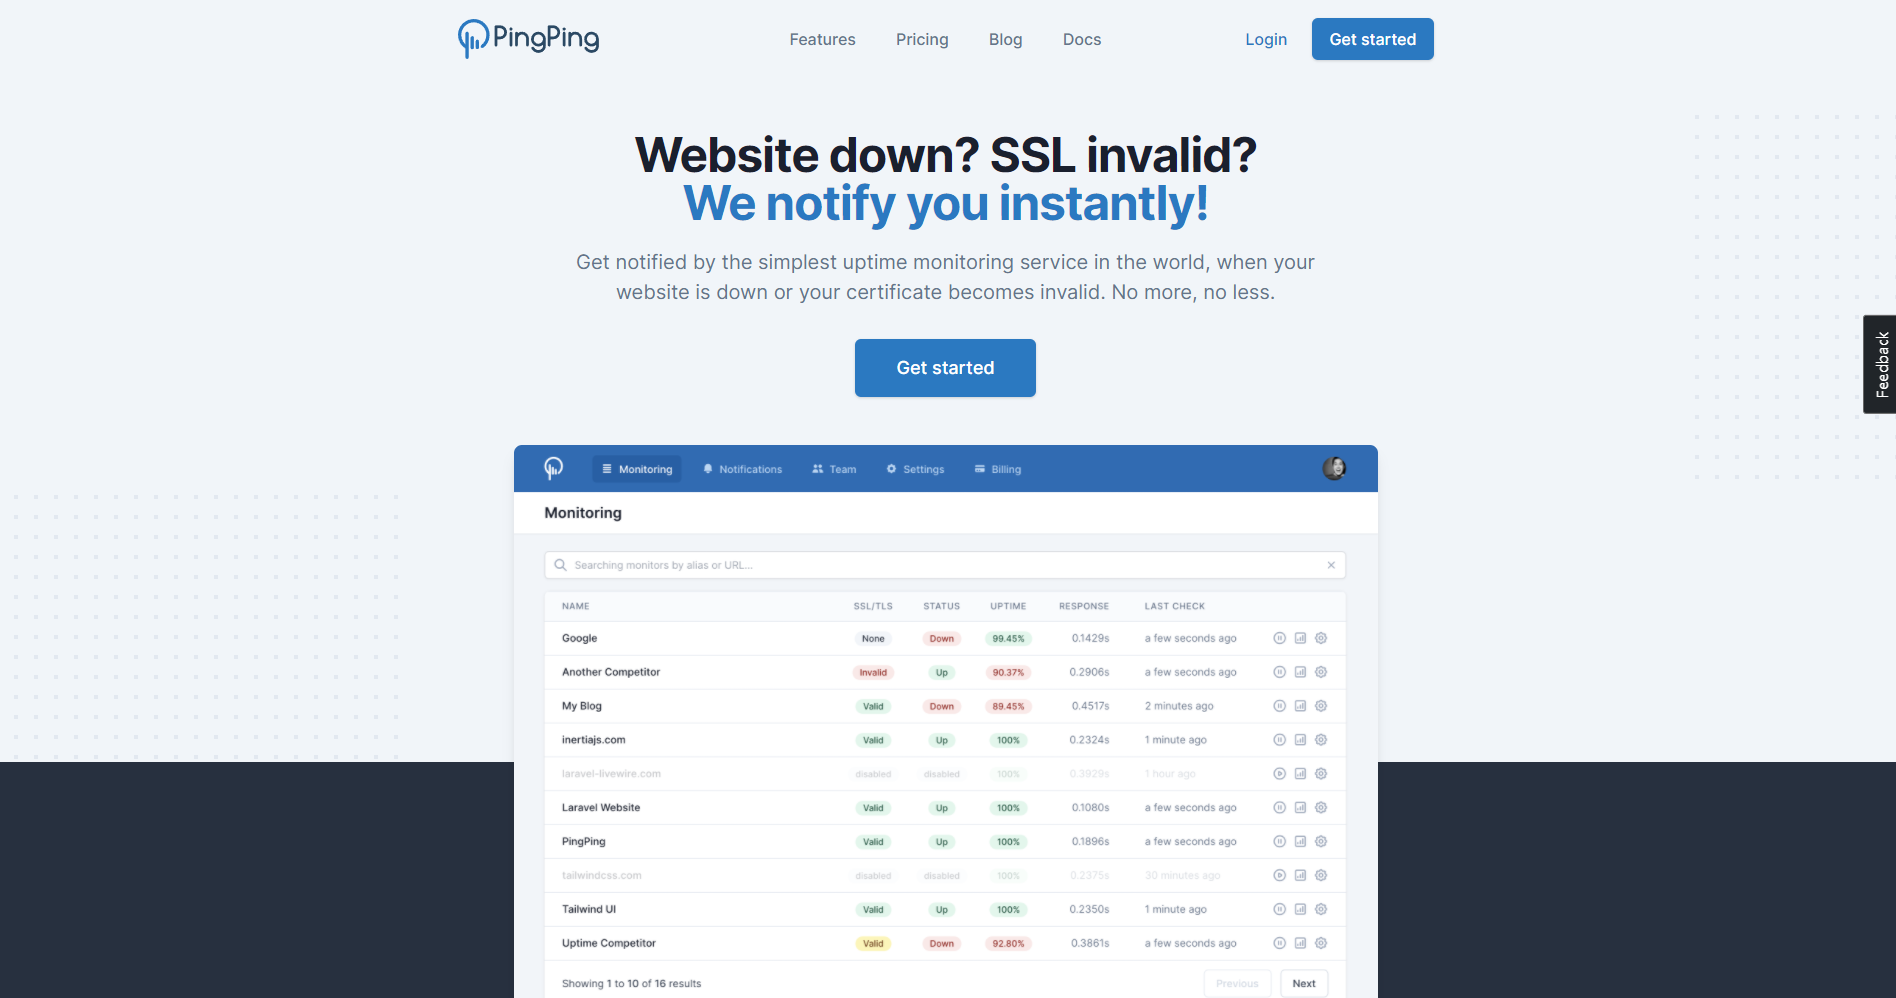 PingPing
Features Pricing Blog Docs
Login Get started
Website down? SSL invalid?
We notify you instantly!
Get notified by the simplest uptime monitoring service in the world, when your
website is down or your certificate becomes invalid. No more, no less.
Get started
Feedback
Monitoring Notifications Team Settings Billing
Monitoring
Searching monitors by alias or URL...
NAME SSL/TLS STATUS UPTIME RESPONSE LAST CHECK
Google None Down 99.45% 0.1429s a few seconds ago
Another Competitor Invalid Up 90.37% 0.2906s a few seconds ago
My Blog Valid Down 89.45% 0.4517s 2 minutes ago
inertiajs.com Valid Up 100% 0.2324s 1 minute ago
laravel-livewire.com disabled disabled 100% 0.3929s 1 hour ago
Laravel Website Valid Up 100% 0.1080s a few seconds ago
PingPing Valid Up 100% 0.1896s a few seconds ago
tailwindcss.com disabled disabled 100% 0.2375s 30 minutes ago
Tailwind UI Valid Up 100% 0.2350s 1 minute ago
Uptime Competitor Valid Down 92.80% 0.3861s a few seconds ago
Showing 1 to 10 of 16 results Previous Next